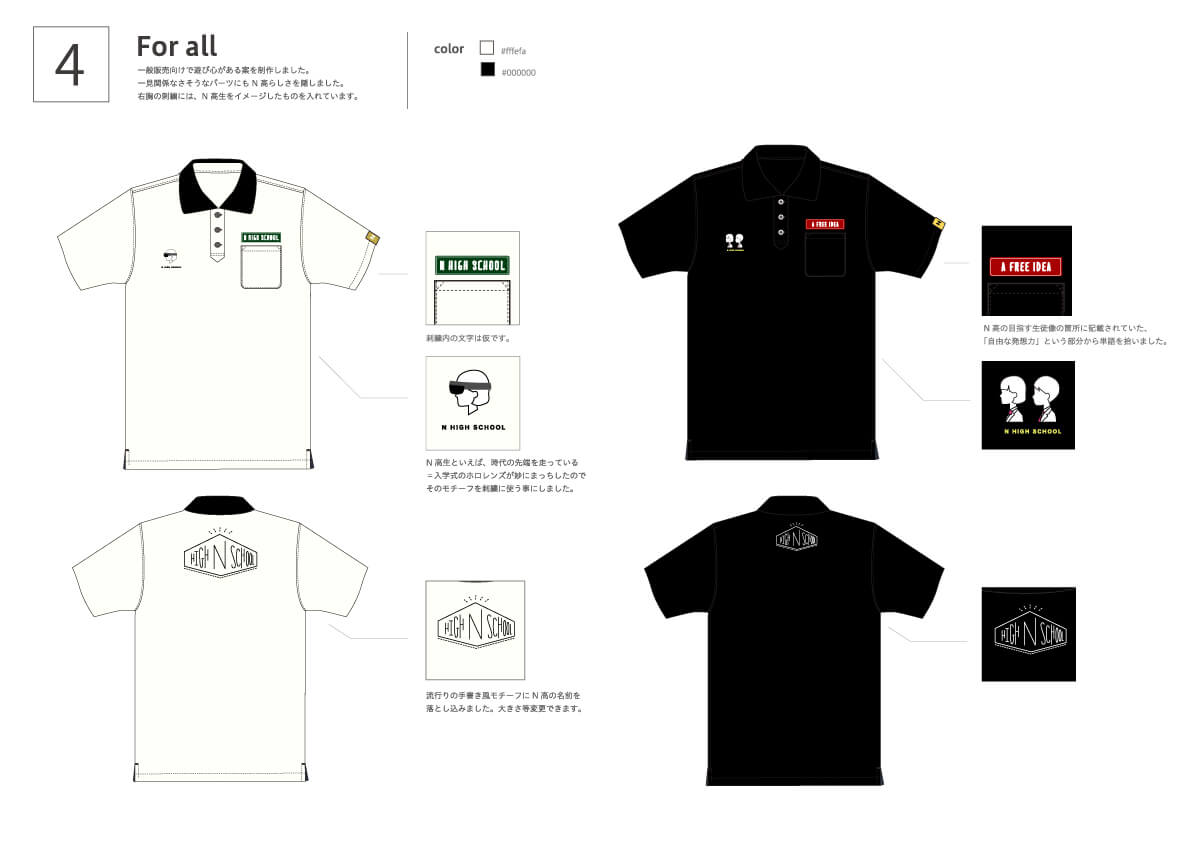 4
For all
一般販売向けで遊び心がある案を制作しました。
一見関係なさそうなパーツにもN高らしさを隠しました。
右胸の刺繍には、N高生をイメージしたものを入れています。
color
#fffefa
#000000
N HIGH SCHOOL
N HIGH SCHOOL
N HIGH SCHOOL
刺繍内の文字は仮です。
N HIGH SCHOOL
N高生といえば、時代の先端を走っている
＝入学式のホロレンズが妙にまっちしたので
そのモチーフを刺繍に使う事にしました。
A FREE IDEA
N HIGH SCHOOL
A FREE IDEA
N高の目指す生徒像の箇所に記載されていた、
「自由な発想力」という部分から単語を拾いました。
N HIGH SCHOOL
HIGH N SCHOOL
HIGH N SCHOOL
流行りの手書き風モチーフにN高の名前を
落とし込みました。大きさ等変更できます。
HIGH N SCHOOL
HIGH N SCHOOL